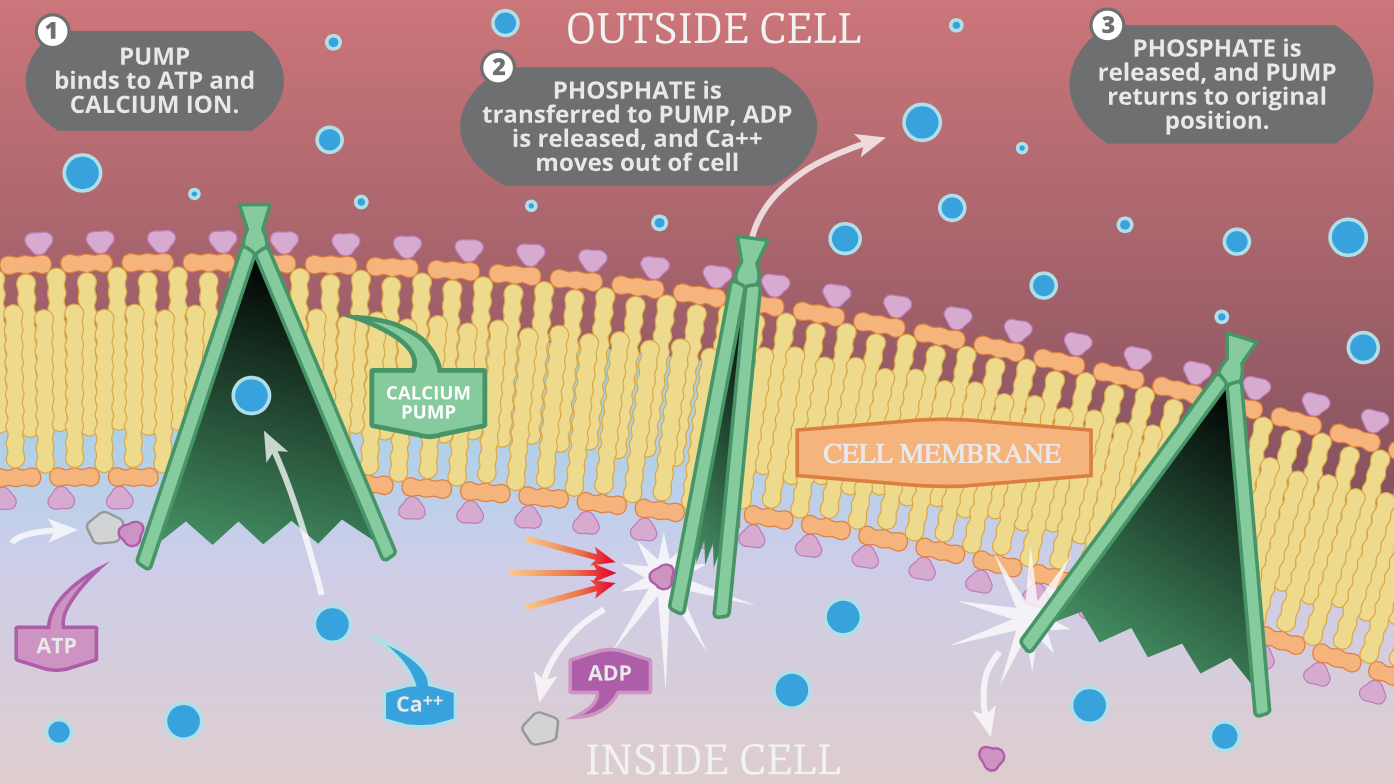 OUTSIDE CELL
1
PUMP
binds to ATP and
CALCIUM ION.
2
PHOSPHATE is
transferred to PUMP, ADP
is released, and Ca++
moves out of cell
3
PHOSPHATE is
released, and PUMP
returns to original
position.
CALCIUM
PUMP
CELL MEMBRANE
ATP
Ca++
ADP
INSIDE CELL